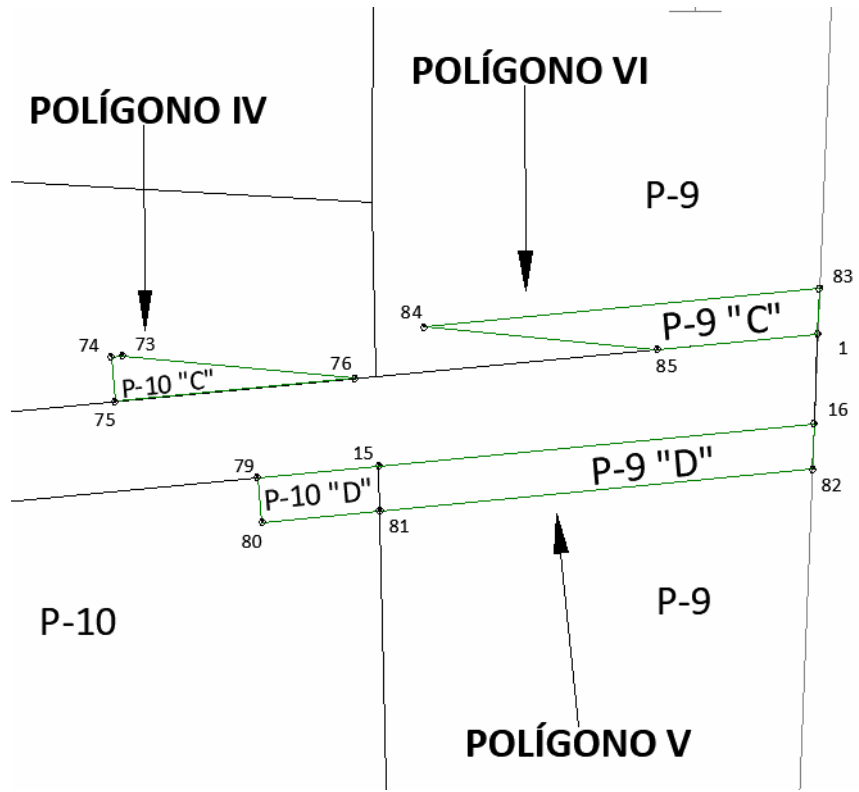 POLÍGONO VI
POLÍGONO IV
P-9
83
84
P-9 "C"
1
74
73
76
85
P-10 "C"
75
16
15
79
P-9 "D"
P-10 "D"
82
81
80
P-9
P-10
POLÍGONO V